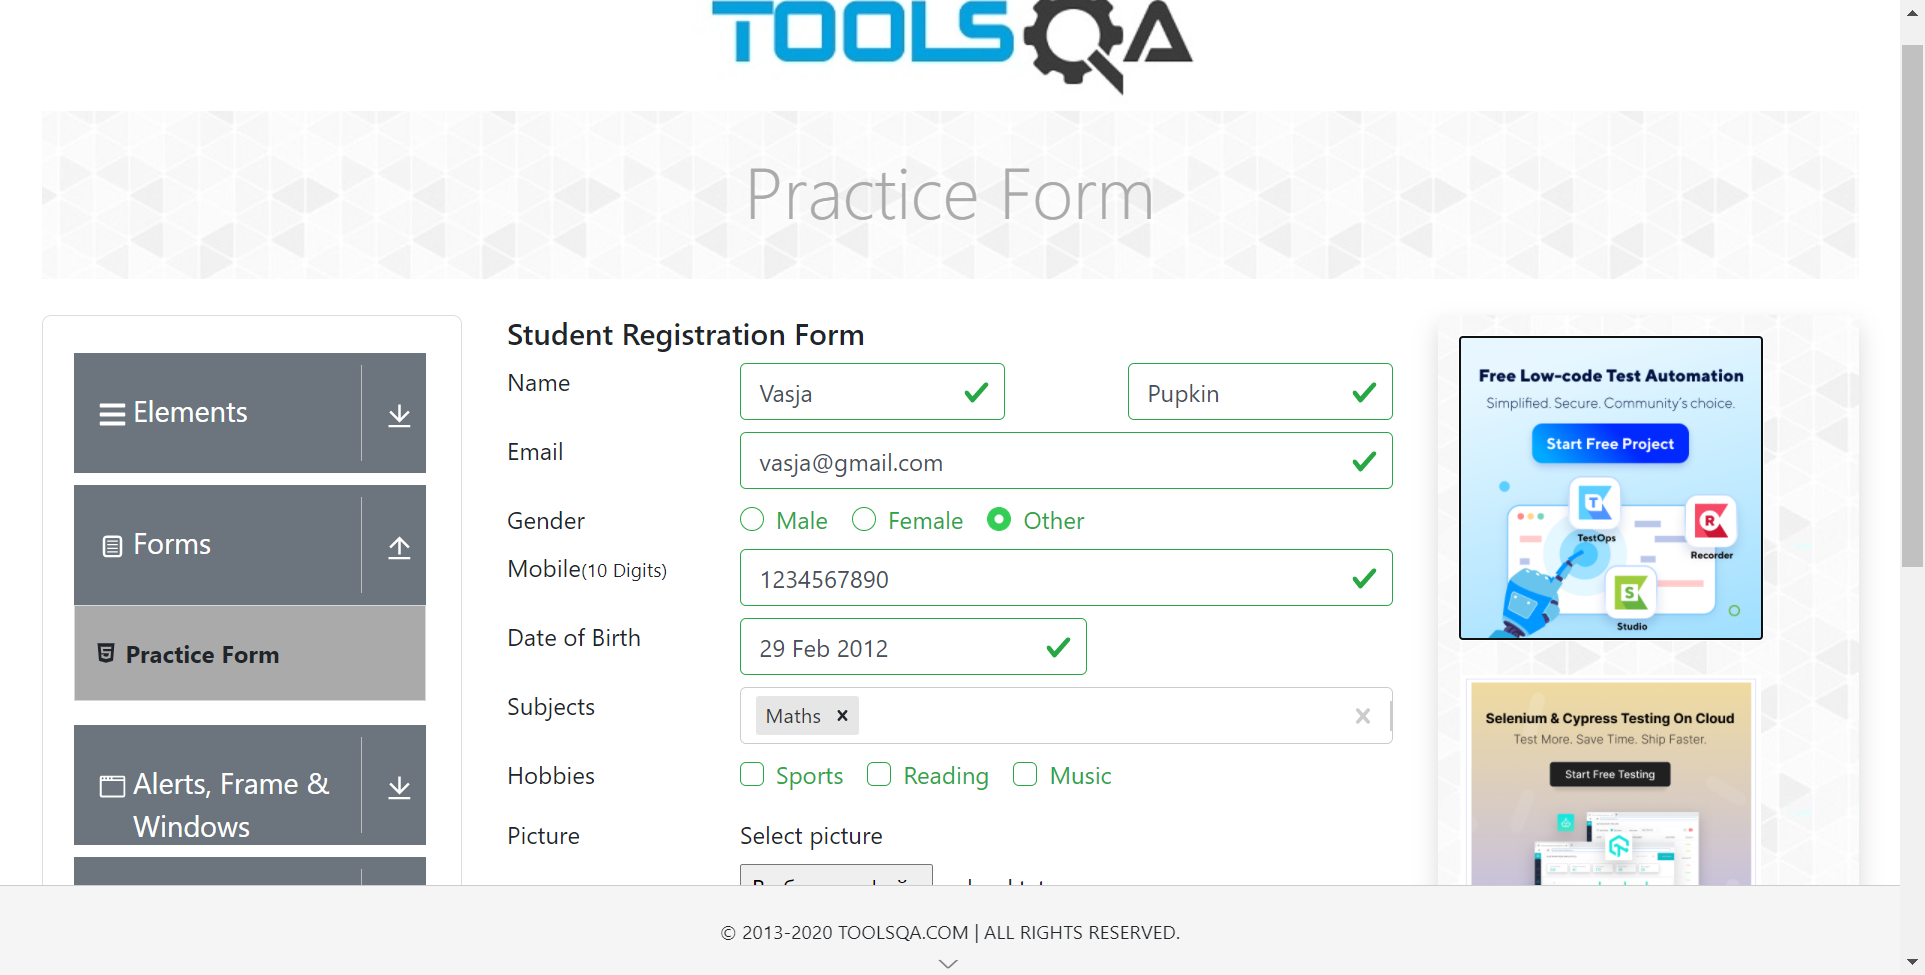 TOOLSQA
Practice Form
Elements
Forms
Practice Form
Alerts, Frame &
Windows
Student Registration Form
Name
Vasja
Pupkin
Email
vasja@gmail.com
Gender
Male
Female
Other
Mobile(10 Digits)
1234567890
Date of Birth
29 Feb 2012
Subjects
Maths
Hobbies
Sports
Reading
Music
Picture
Select picture
Free Low-code Test Automation
Simplified. Secure. Community's choice.
Start Free Project
TestOps
Recorder
Studio
Selenium & Cypress Testing On Cloud
Test More. Save Time. Ship Faster.
Start Free Testing
© 2013-2020 TOOLSQA.COM | ALL RIGHTS RESERVED.